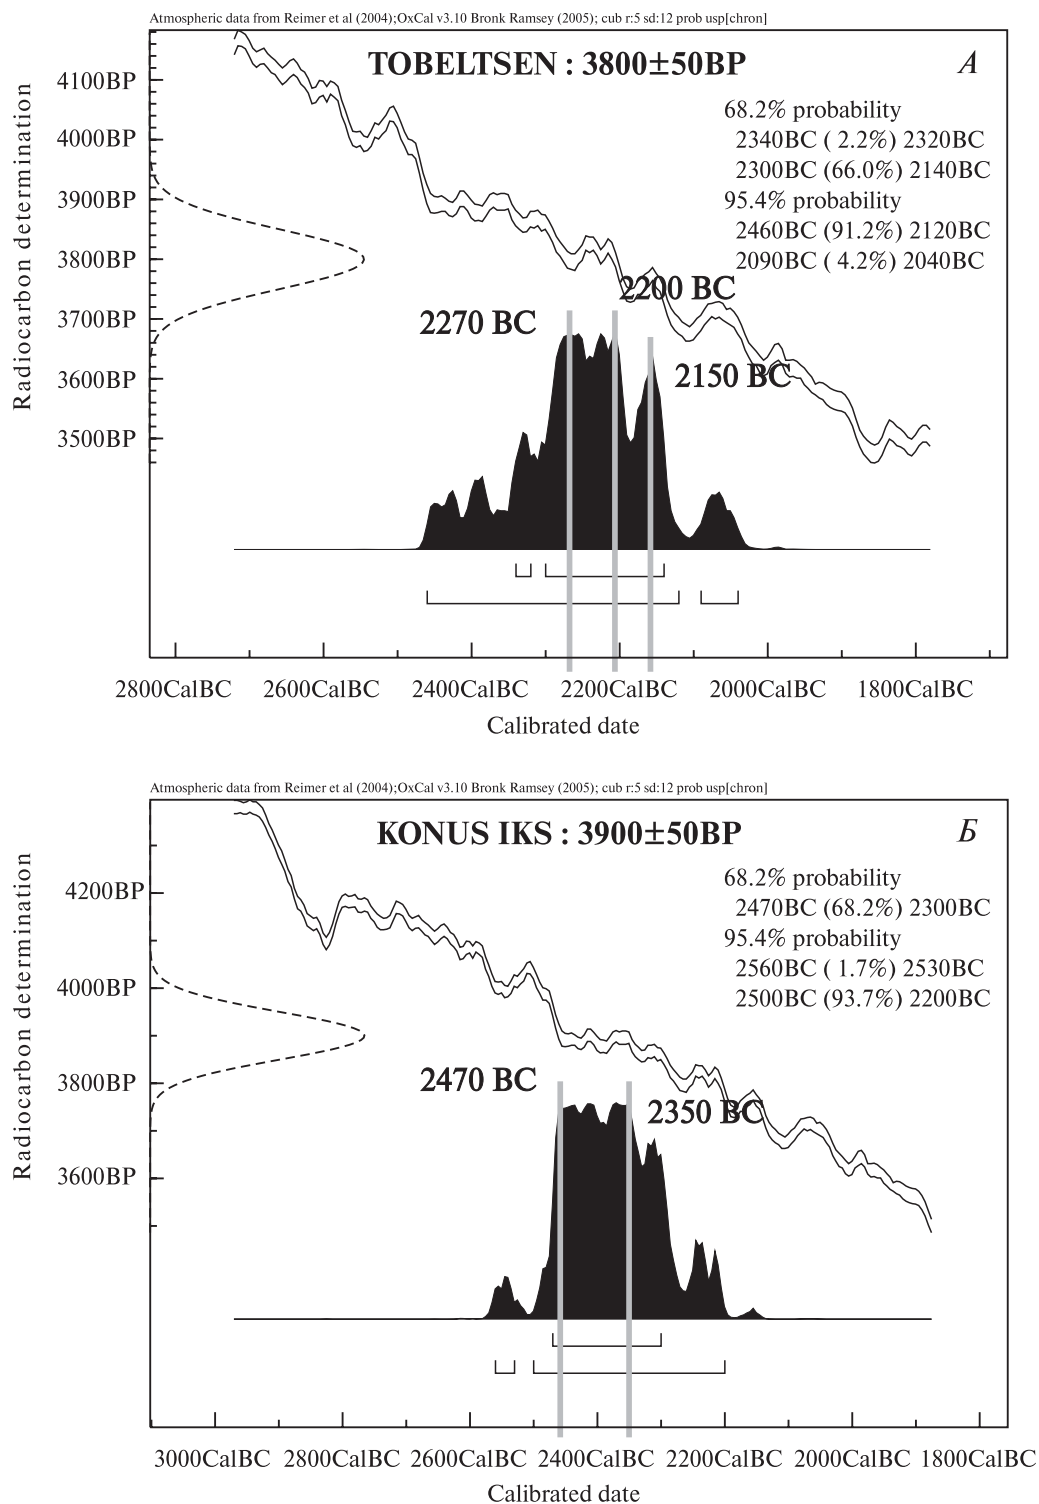 Atmospheric data from Reimer et al (2004);OxCal v3.10 Bronk Ramsey (2005); cub r:5 sd:12 prob usp[chron]
TOBELTSEN : 3800±50BP
А
68.2% probability
2340BC ( 2.2%) 2320BC
2300BC (66.0%) 2140BC
95.4% probability
2460BC (91.2%) 2120BC
2090BC ( 4.2%) 2040BC
Radiocarbon determination
4100BP
4000BP
3900BP
3800BP
3700BP
3600BP
3500BP
2200 BC
2270 BC
2150 BC
2800CalBC 2600CalBC 2400CalBC 2200CalBC 2000CalBC 1800CalBC
Calibrated date
Atmospheric data from Reimer et al (2004);OxCal v3.10 Bronk Ramsey (2005); cub r:5 sd:12 prob usp[chron]
KONUS IKS : 3900±50BP
Б
68.2% probability
2470BC (68.2%) 2300BC
95.4% probability
2560BC ( 1.7%) 2530BC
2500BC (93.7%) 2200BC
Radiocarbon determination
4200BP
4000BP
3800BP
3600BP
2470 BC
2350 BC
3000CalBC 2800CalBC 2600CalBC 2400CalBC 2200CalBC 2000CalBC 1800CalBC
Calibrated date